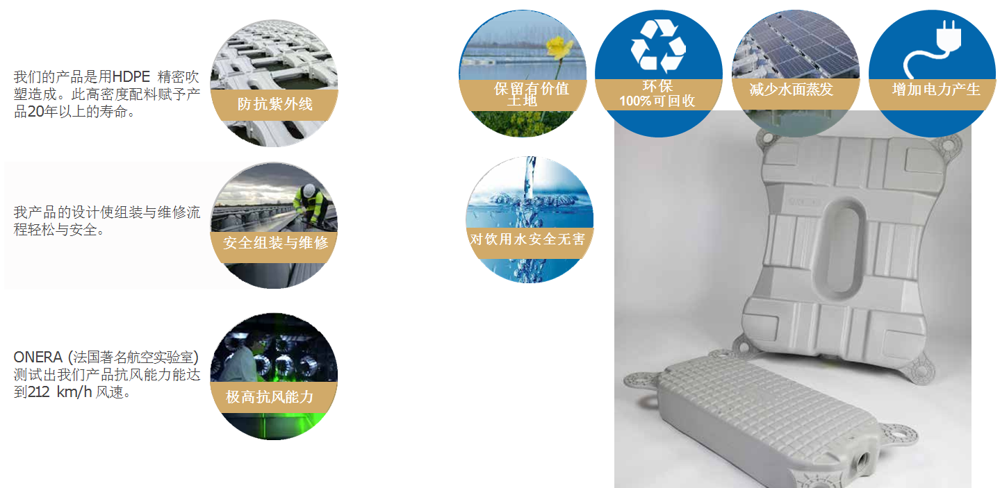 我们的产品是用HDPE 精密吹
塑造成。此高密度配料赋予产
品20年以上的寿命。
防抗紫外线
我产品的设计使组装与维修流
程轻松与安全。
安全组装与维修
ONERA (法国著名航空实验室)
测试出我们产品抗风能力能达
到212 km/h 风速。
极高抗风能力
保留有价值
土地
环保
100%可回收
减少水面蒸发
增加电力产生
对饮用水安全无害